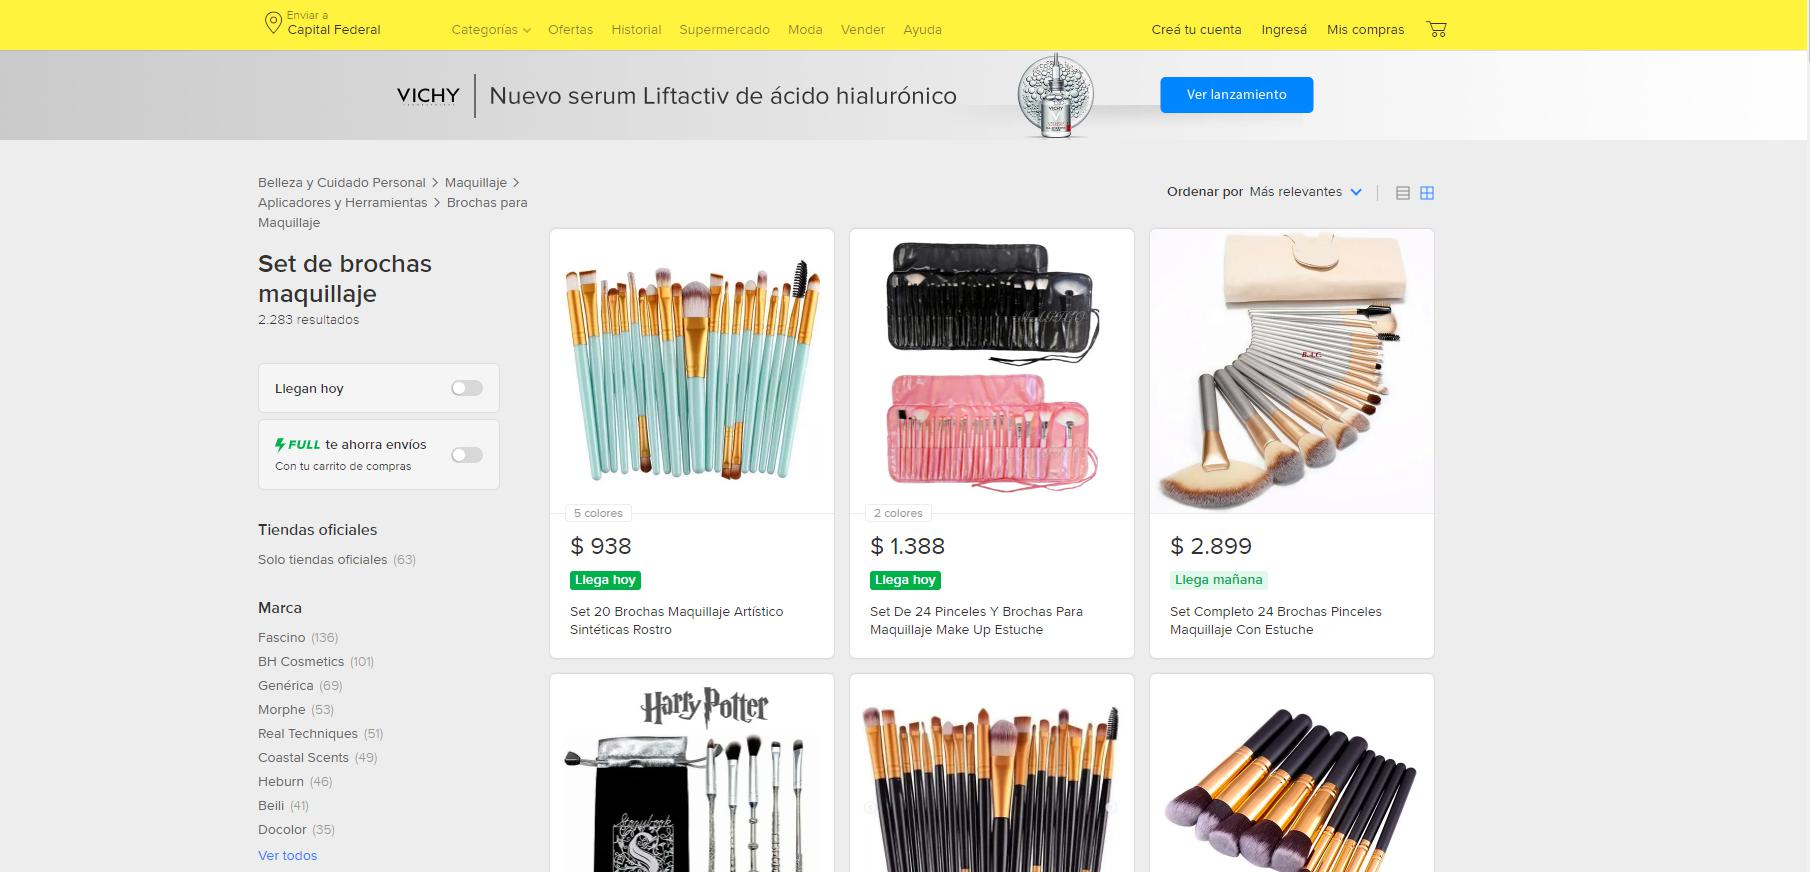 Enviar a
Capital Federal
Categorías
Ofertas
Historial
Supermercado
Moda
Vender
Ayuda
Creá tu cuenta
Ingresá
Mis compras
VICHY
Nuevo serum Liftactiv de ácido hialurónico
VICHY
Ver lanzamiento
Belleza y Cuidado Personal > Maquillaje >
Aplicadores y Herramientas > Brochas para
Maquillaje
Ordenar por Más relevantes
Set de brochas
maquillaje
2.283 resultados
Llegan hoy
FULL te ahorra envíos
Con tu carrito de compras
Tiendas oficiales
Solo tiendas oficiales (63)
Marca
Fascino (136)
BH Cosmetics (101)
Genérica (69)
Morphe (53)
Real Techniques (51)
Coastal Scents (49)
Heburn (46)
Beili (41)
Docolor (35)
Ver todos
5 colores
$ 938
Llega hoy
Set 20 Brochas Maquillaje Artístico
Sintéticas Rostro
2 colores
$ 1.388
Llega hoy
Set De 24 Pinceles Y Brochas Para
Maquillaje Make Up Estuche
B.A.C.
$ 2.899
Llega mañana
Set Completo 24 Brochas Pinceles
Maquillaje Con Estuche
Harry Potter